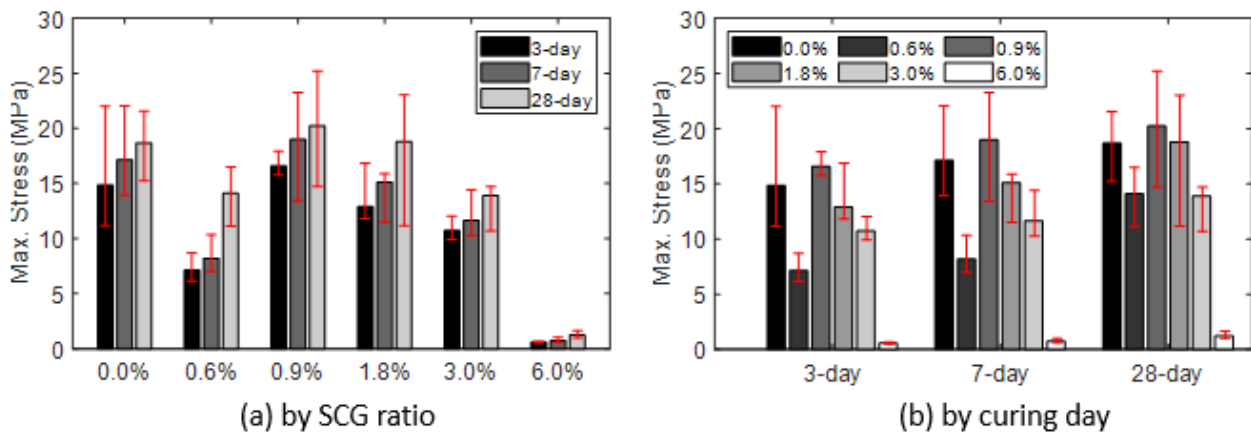 30
25
20
15
10
5
0
Max. Stress (MPa)
3-day
7-day
28-day
0.0% 0.6% 0.9% 1.8% 3.0% 6.0%
(a) by SCG ratio
30
25
20
15
10
5
0
Max. Stress (MPa)
0.0% 0.6% 0.9%
1.8% 3.0% 6.0%
3-day 7-day 28-day
(b) by curing day